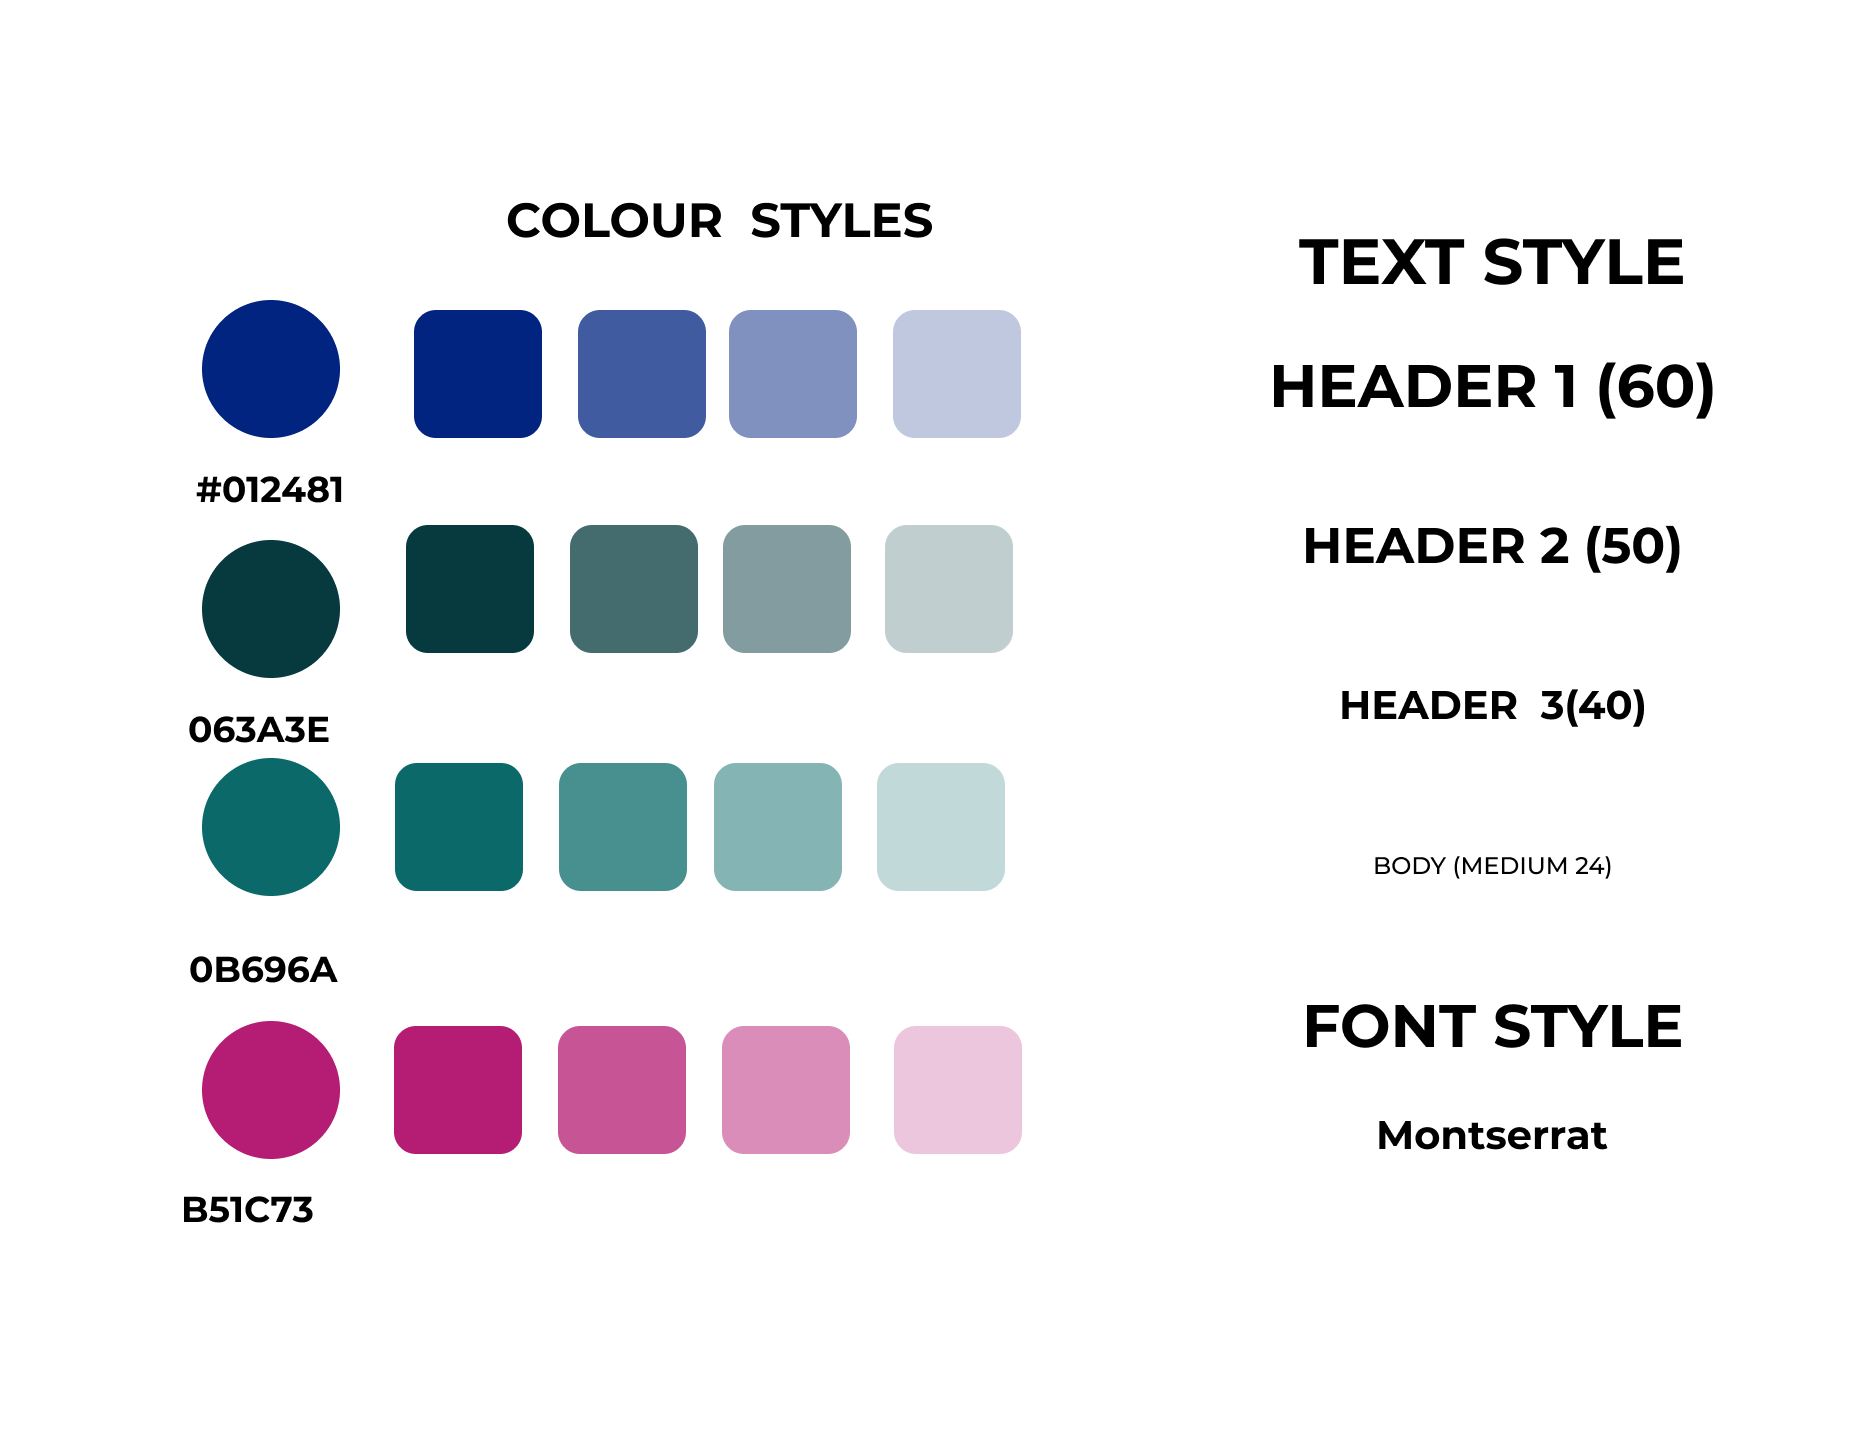 COLOUR  STYLES
#012481
063A3E
0B696A
B51C73
TEXT STYLE
HEADER 1 (60)
HEADER 2 (50)
HEADER  3(40)
BODY (MEDIUM 24)
FONT STYLE
Montserrat